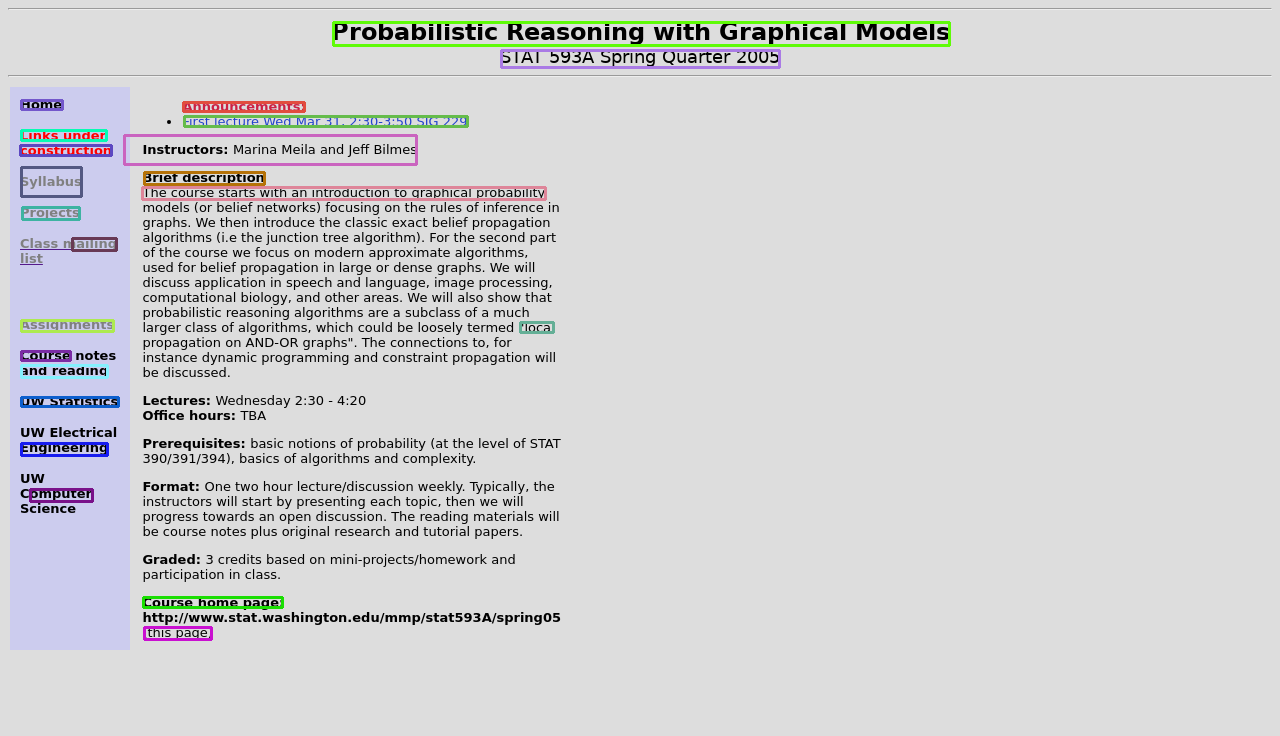 Probabilistic Reasoning with Graphical Models
STAT 593A Spring Quarter 2005
Home
Links under
construction
Syllabus
Projects
Class mailing
list
Assignments
Course notes
and reading
UW Statistics
UW Electrical
Engineering
UW
Computer
Science
Announcements:
First lecture Wed Mar 31, 2:30-3:50 SIG 229
Instructors: Marina Meila and Jeff Bilmes
Brief description
The course starts with an introduction to graphical probability
models (or belief networks) focusing on the rules of inference in
graphs. We then introduce the classic exact belief propagation
algorithms (i.e the junction tree algorithm). For the second part
of the course we focus on modern approximate algorithms,
used for belief propagation in large or dense graphs. We will
discuss application in speech and language, image processing,
computational biology, and other areas. We will also show that
probabilistic reasoning algorithms are a subclass of a much
larger class of algorithms, which could be loosely termed "local
propagation on AND-OR graphs". The connections to, for
instance dynamic programming and constraint propagation will
be discussed.
Lectures: Wednesday 2:30 - 4:20
Office hours: TBA
Prerequisites: basic notions of probability (at the level of STAT
390/391/394), basics of algorithms and complexity.
Format: One two hour lecture/discussion weekly. Typically, the
instructors will start by presenting each topic, then we will
progress towards an open discussion. The reading materials will
be course notes plus original research and tutorial papers.
Graded: 3 credits based on mini-projects/homework and
participation in class.
Course home page:
http://www.stat.washington.edu/mmp/stat593A/spring05
(this page)